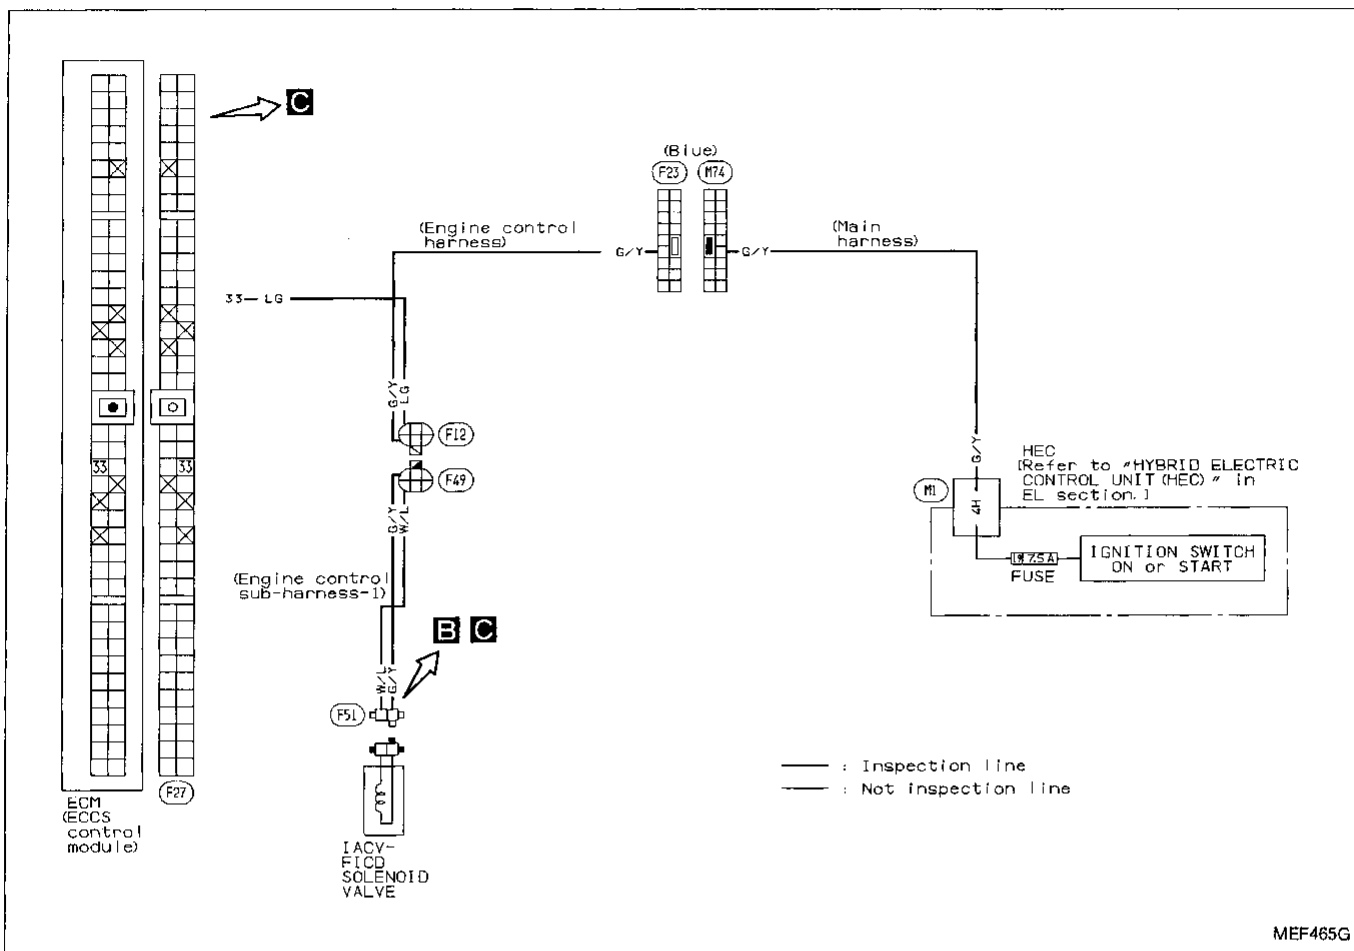 C
(Blue)
F23
M74
(Engine control
harness)
(Main
harness)
G/Y
G/Y
33
LG
G/Y
LG
F12
33
33
F49
G/Y
W/L
G/Y
M1
4H
HEC
[Refer to "HYBRID ELECTRIC
CONTROL UNIT (HEC)" in
EL section.]
7.5A
FUSE
IGNITION SWITCH
ON or START
(Engine control
sub-harness-1)
B C
W/L
G/Y
F51
: Inspection line
: Not inspection line
F27
ECM
(ECCS
control
module)
IACV-
FICD
SOLENOID
VALVE
MEF465G